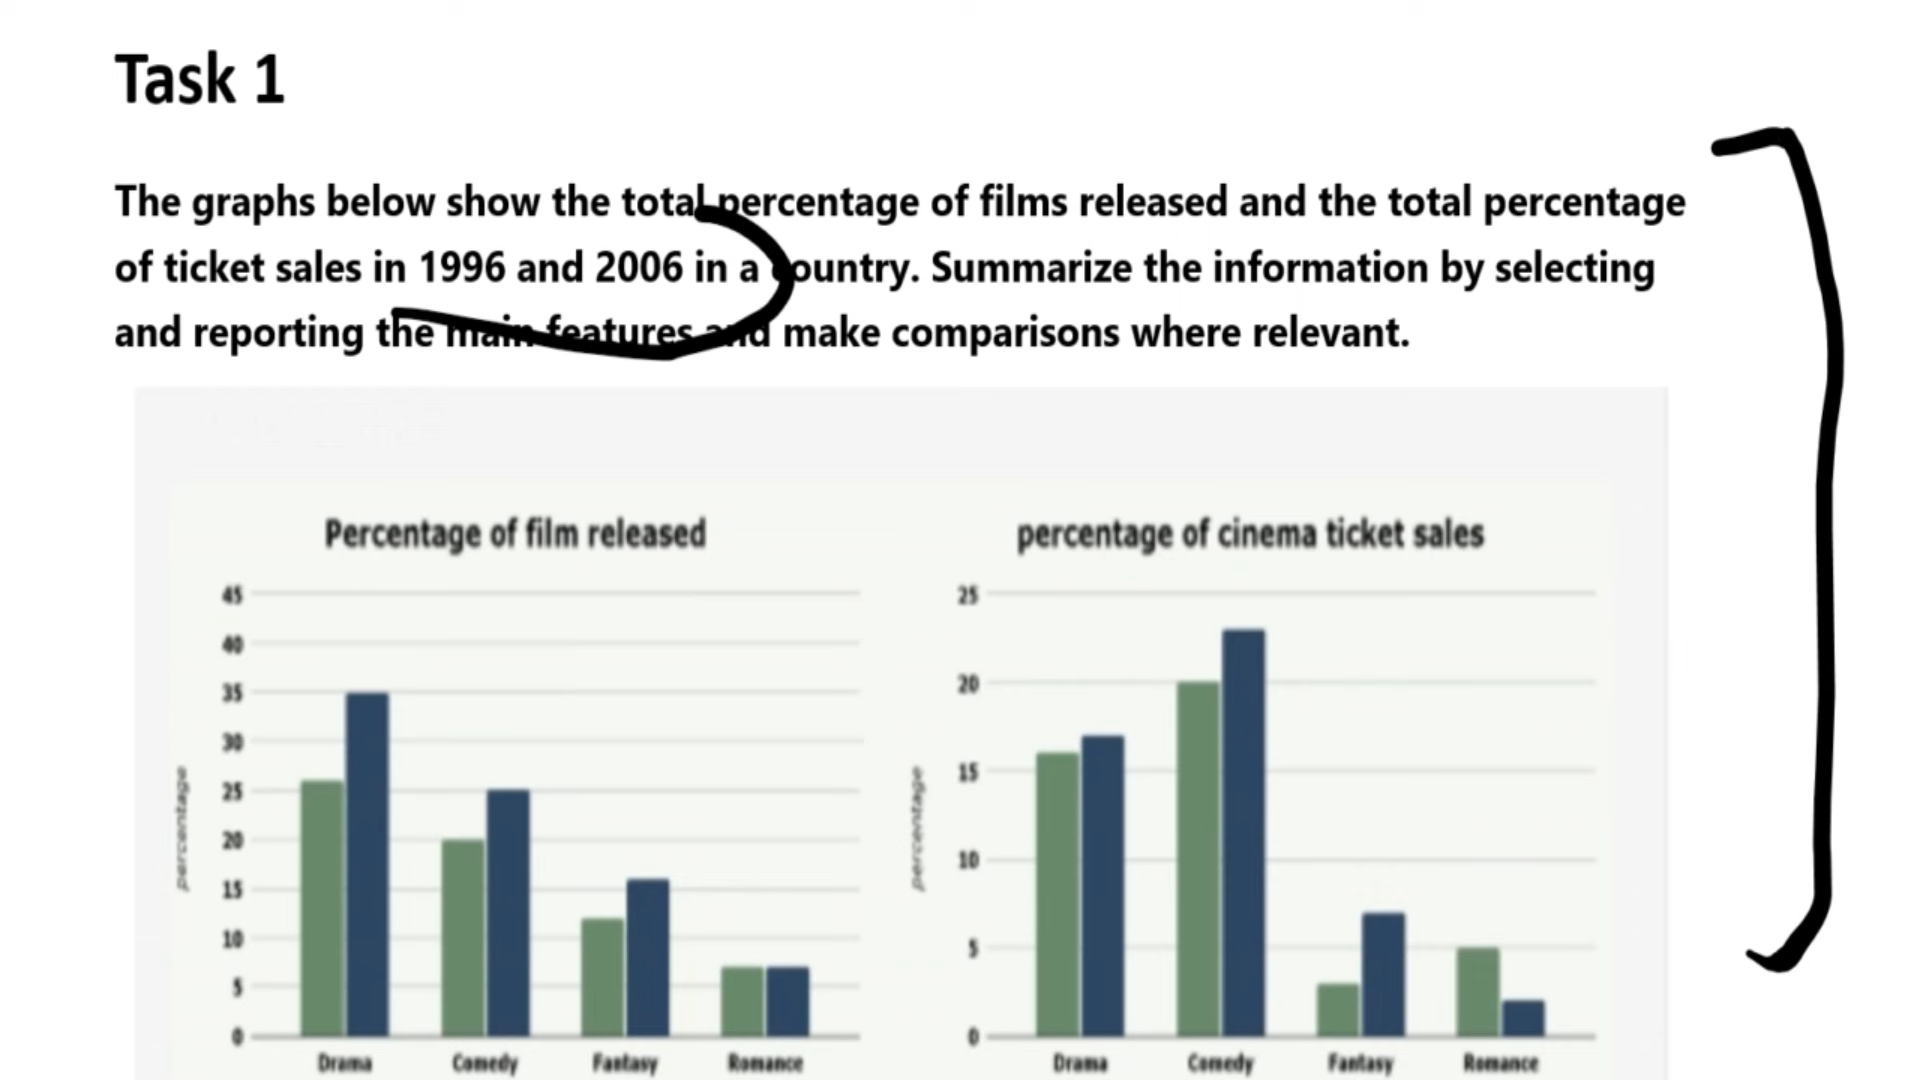 Task 1
The graphs below show the total percentage of films released and the total percentage
of ticket sales in 1996 and 2006 in a country. Summarize the information by selecting
and reporting the main features and make comparisons where relevant.
Percentage of film released
45
40
35
30
25
20
15
10
5
0
percentage
Drama Comedy Fantasy Romance
percentage of cinema ticket sales
25
20
15
10
5
0
percentage
Drama Comedy Fantasy Romance